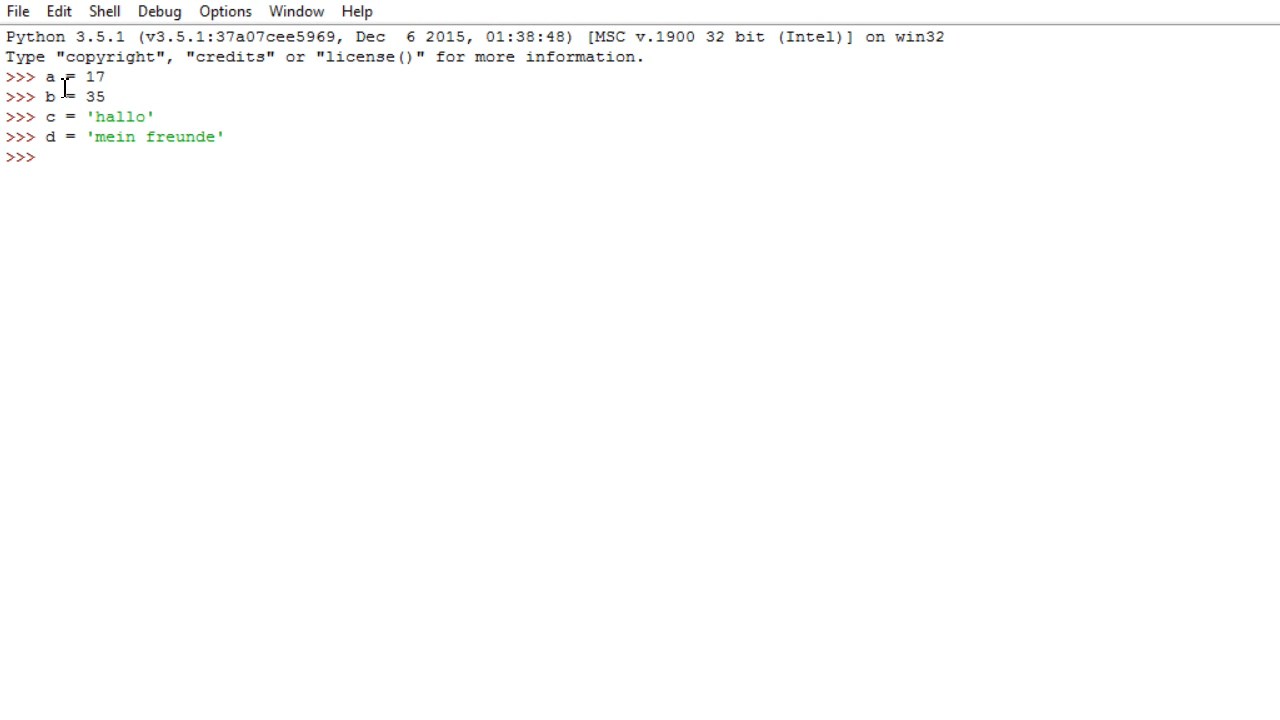 File Edit Shell Debug Options Window Help
Python 3.5.1 (v3.5.1:37a07cee5969, Dec  6 2015, 01:38:48) [MSC v.1900 32 bit (Intel)] on win32
Type "copyright", "credits" or "license()" for more information.
>>> a = 17
>>> b = 35
>>> c = 'hallo'
>>> d = 'mein freunde'
>>>